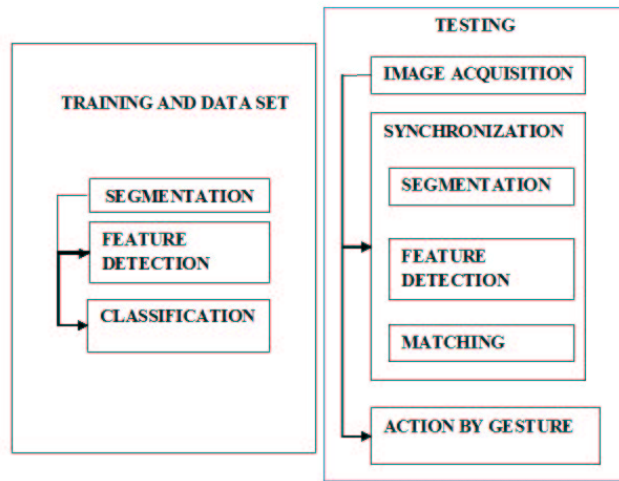 TRAINING AND DATA SET
SEGMENTATION
FEATURE
DETECTION
CLASSIFICATION
TESTING
IMAGE ACQUISITION
SYNCHRONIZATION
SEGMENTATION
FEATURE
DETECTION
MATCHING
ACTION BY GESTURE